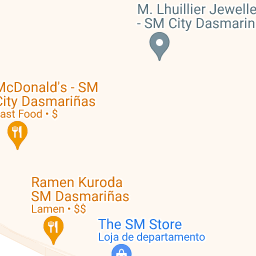 M. Lhuillier Jewelle
- SM City Dasmarin
McDonald's - SM
City Dasmariñas
ast Food • $
Ramen Kuroda
SM Dasmariñas
Lamen • $$
The SM Store
Loja de departamento